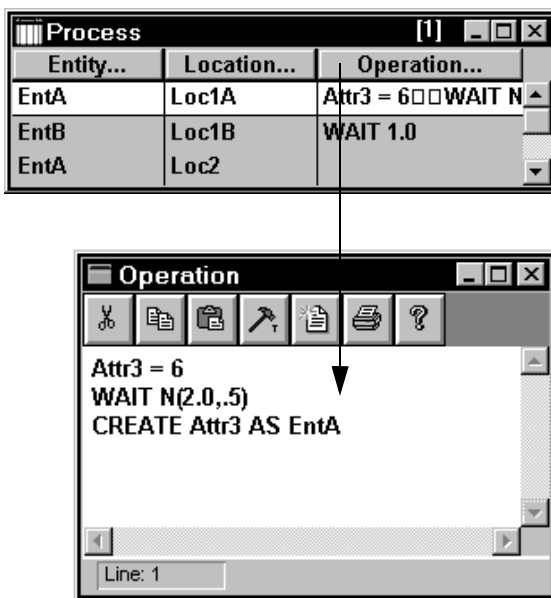 Process [1]
Entity... Location... Operation...
EntA Loc1A Attr3 = 6□□WAIT N
EntB Loc1B WAIT 1.0
EntA Loc2
Operation
Attr3 = 6
WAIT N(2.0,.5)
CREATE Attr3 AS EntA
Line: 1